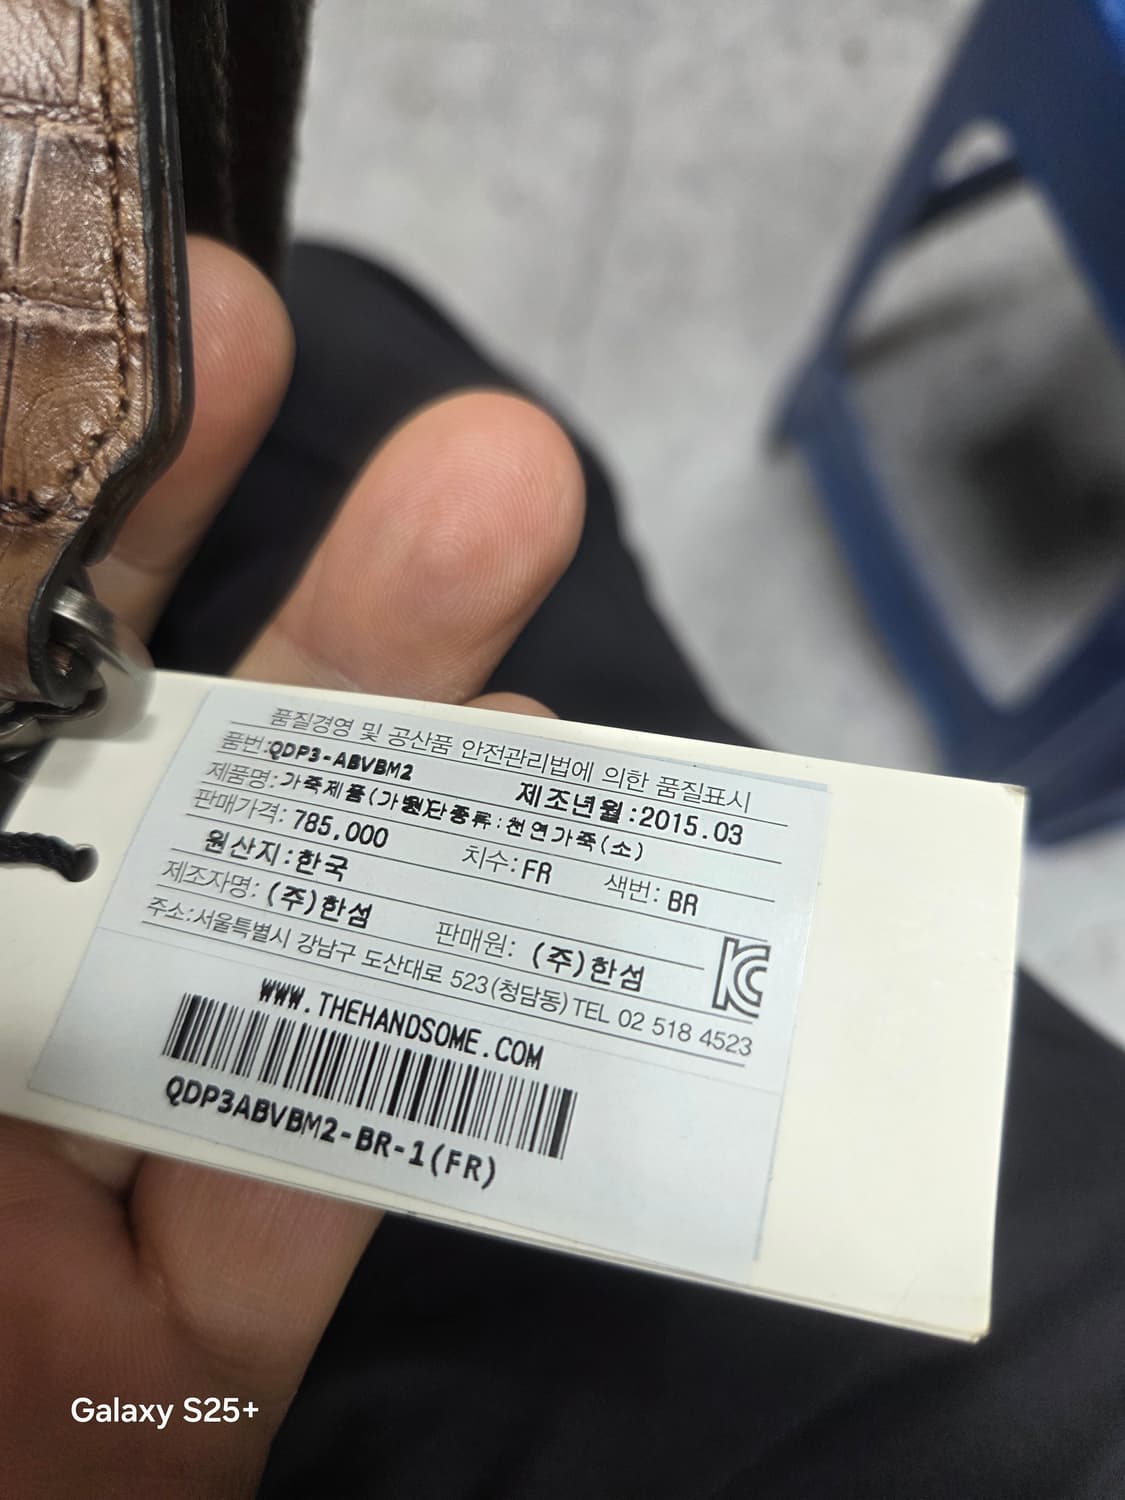 품질경영 및 공산품 안전관리법에 의한 품질표시
품번:QDP3-ABVBM2 제조년월:2015.03
제품명:가죽제품(가방)원단종류:천연가죽(소)
판매가격: 785,000 치수:FR 색번: BR
원산지:한국
제조자명: (주)한섬 판매원: (주)한섬
주소:서울특별시 강남구 도산대로 523(청담동) TEL 02 518 4523
WWW.THEHANDSOME.COM
QDP3ABVBM2-BR-1(FR)
Galaxy S25+